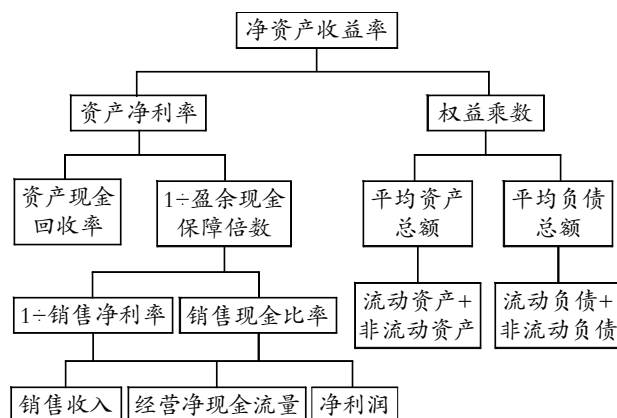 净资产收益率
资产净利率
权益乘数
资产现金
回收率
1÷盈余现金
保障倍数
平均资产
总额
平均负债
总额
1÷销售净利率
销售现金比率
流动资产+
非流动资产
流动负债+
非流动负债
销售收入
经营净现金流量
净利润